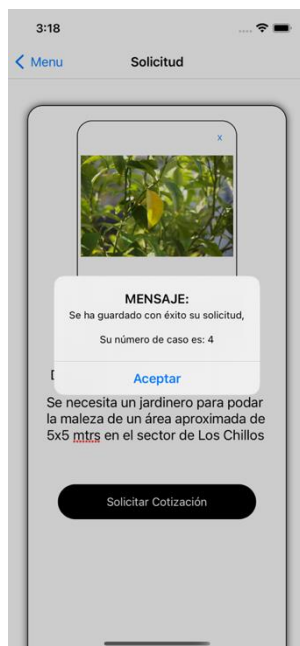 3:18
Menu
Solicitud
x
MENSAJE:
Se ha guardado con éxito su solicitud,
Su número de caso es: 4
Aceptar
Se necesita un jardinero para podar
la maleza de un área aproximada de
5x5 mtrs en el sector de Los Chillos
Solicitar Cotización